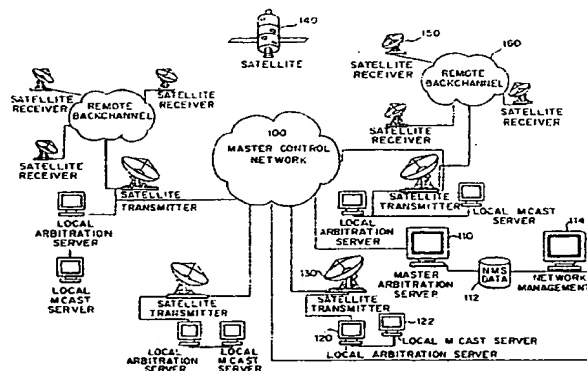 140
SATELLITE
150
160
SATELLITE
RECEIVER
REMOTE
BACKCHANNEL
SATELLITE
RECEIVER
SATELLITE
RECEIVER
REMOTE
BACKCHANNEL
SATELLITE
RECEIVER
100
MASTER CONTROL
NETWORK
SATELLITE
RECEIVER
SATELLITE
RECEIVER
SATELLITE
TRANSMITTER
SATELLITE
TRANSMITTER
LOCAL
ARBITRATION
SERVER
LOCAL
ARBITRATION
SERVER
LOCAL MCAST SERVER
110
114
LOCAL MCAST
SERVER
130
MASTER
ARBITRATION
SERVER
NMS
DATA
112
NETWORK
MANAGEMENT
SATELLITE
TRANSMITTER
SATELLITE
TRANSMITTER
122
120
LOCAL MCAST SERVER
LOCAL
ARBITRATION
SERVER
LOCAL
MCAST
SERVER
LOCAL ARBITRATION SERVER